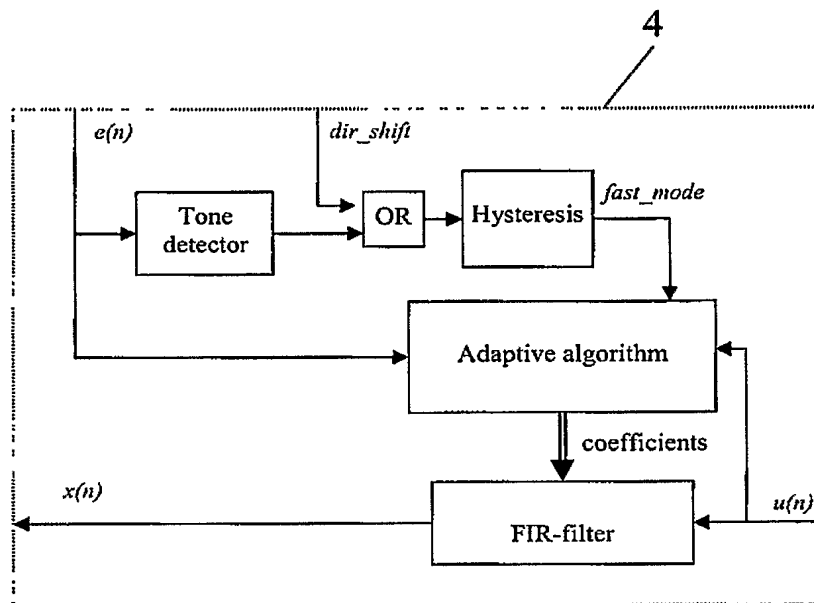 4
e(n)
dir_shift
fast_mode
Tone
detector
OR
Hysteresis
Adaptive algorithm
coefficients
x(n)
u(n)
FIR-filter